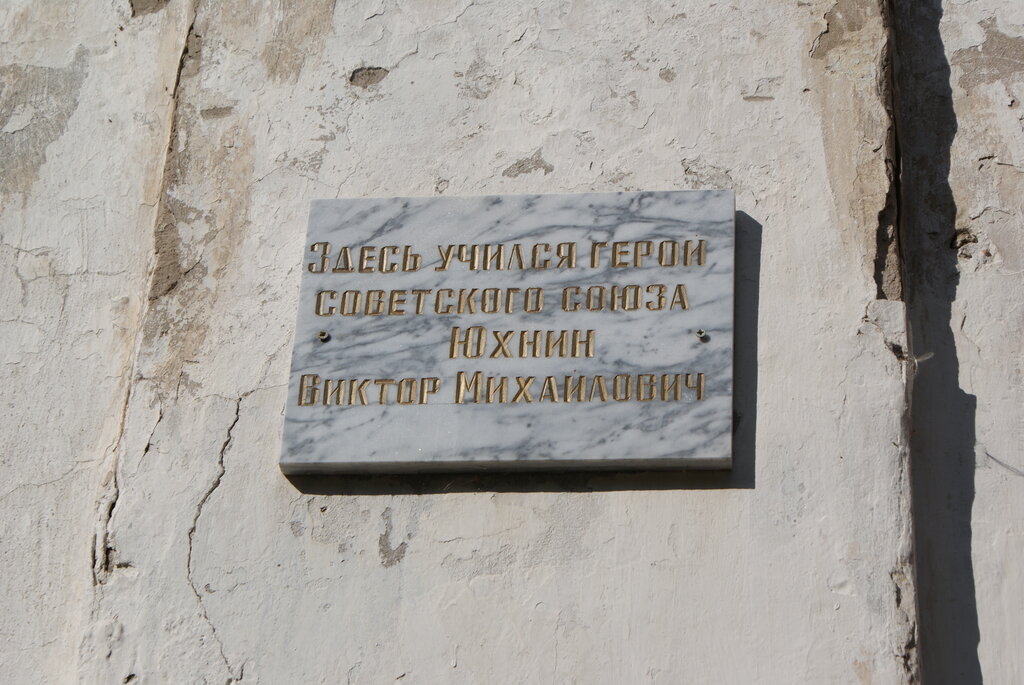 Здесь учился герой
Советского Союза
Юхнин
Виктор Михайлович